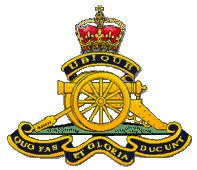 UBIQUE
QUO FAS ET GLORIA DUCUNT